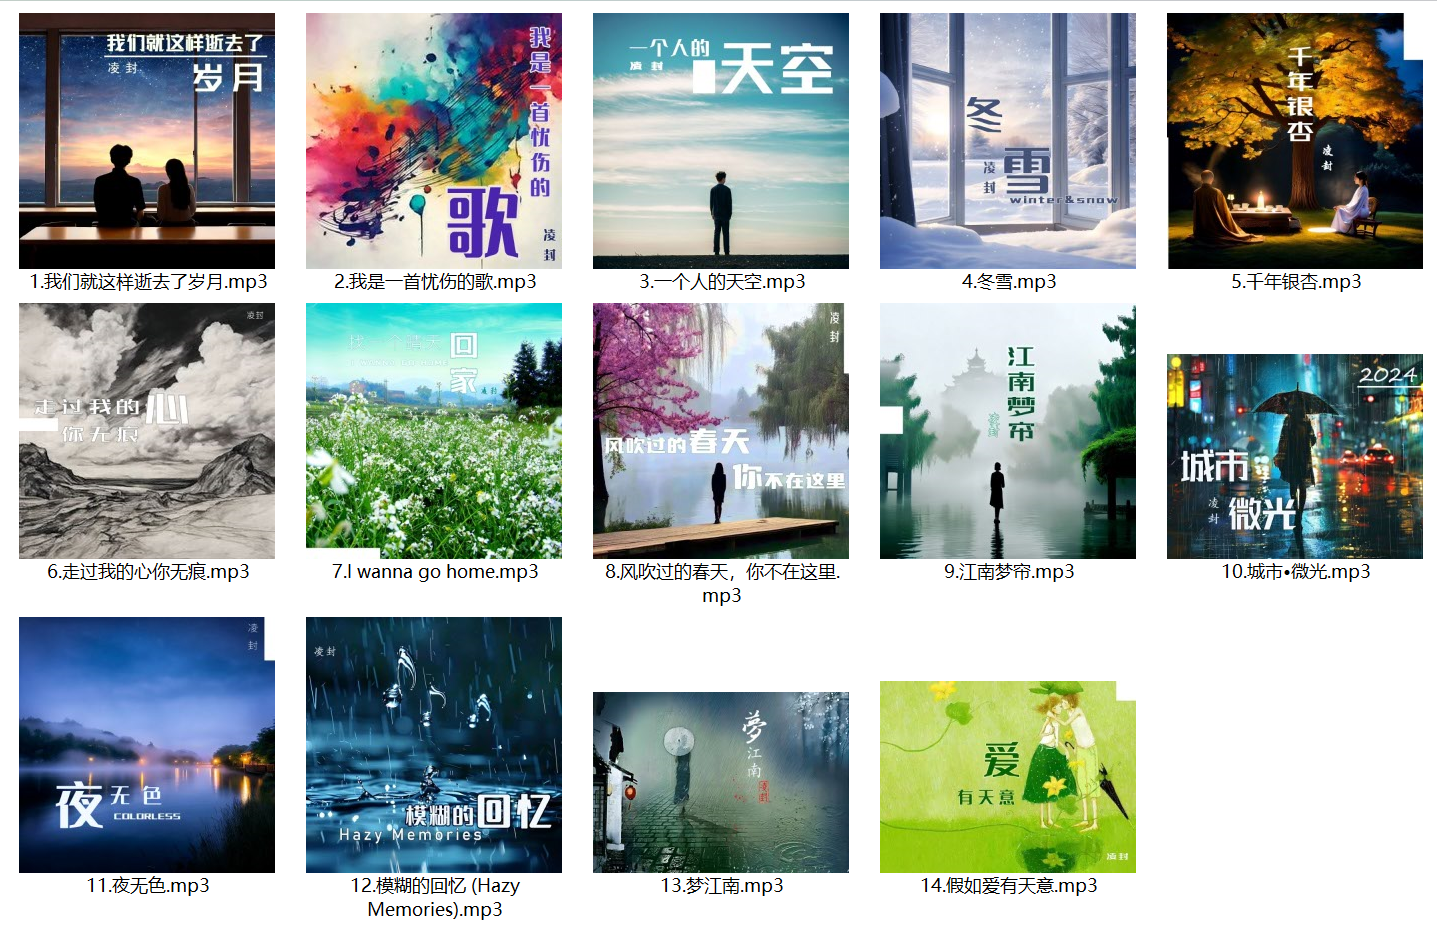 我们就这样逝去了
凌封
岁月
1.我们就这样逝去了岁月.mp3
我是一首忧伤的
歌
凌封
2.我是一首忧伤的歌.mp3
一个人的
凌封
天空
3.一个人的天空.mp3
冬
雪
凌封
winter&snow
4.冬雪.mp3
千年银杏
凌封
5.千年银杏.mp3
凌封
走过我的心
你无痕
6.走过我的心你无痕.mp3
找一个晴天
回家
I WANNA GO HOME
凌封
7.I wanna go home.mp3
凌封
风吹过的春天
你不在这里
8.风吹过的春天，你不在这里.
mp3
江南梦帘
凌封
9.江南梦帘.mp3
2024
城市
凌封
微光
10.城市•微光.mp3
凌封
夜无色
COLORLESS
11.夜无色.mp3
凌封
模糊的回忆
Hazy Memories
12.模糊的回忆 (Hazy
Memories).mp3
夢
江南
凌封
13.梦江南.mp3
爱
有天意
凌封
14.假如爱有天意.mp3